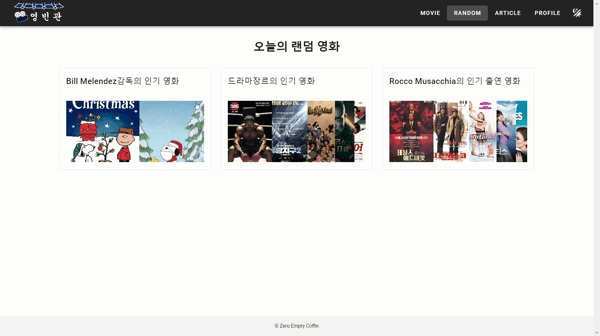 영빈관
MOVIE RANDOM ARTICLE PROFILE
오늘의 랜덤 영화
Bill Melendez감독의 인기 영화
드라마장르의 인기 영화
Rocco Musacchia의 인기 출연 영화
Christmas
© Zero Empty Coffin